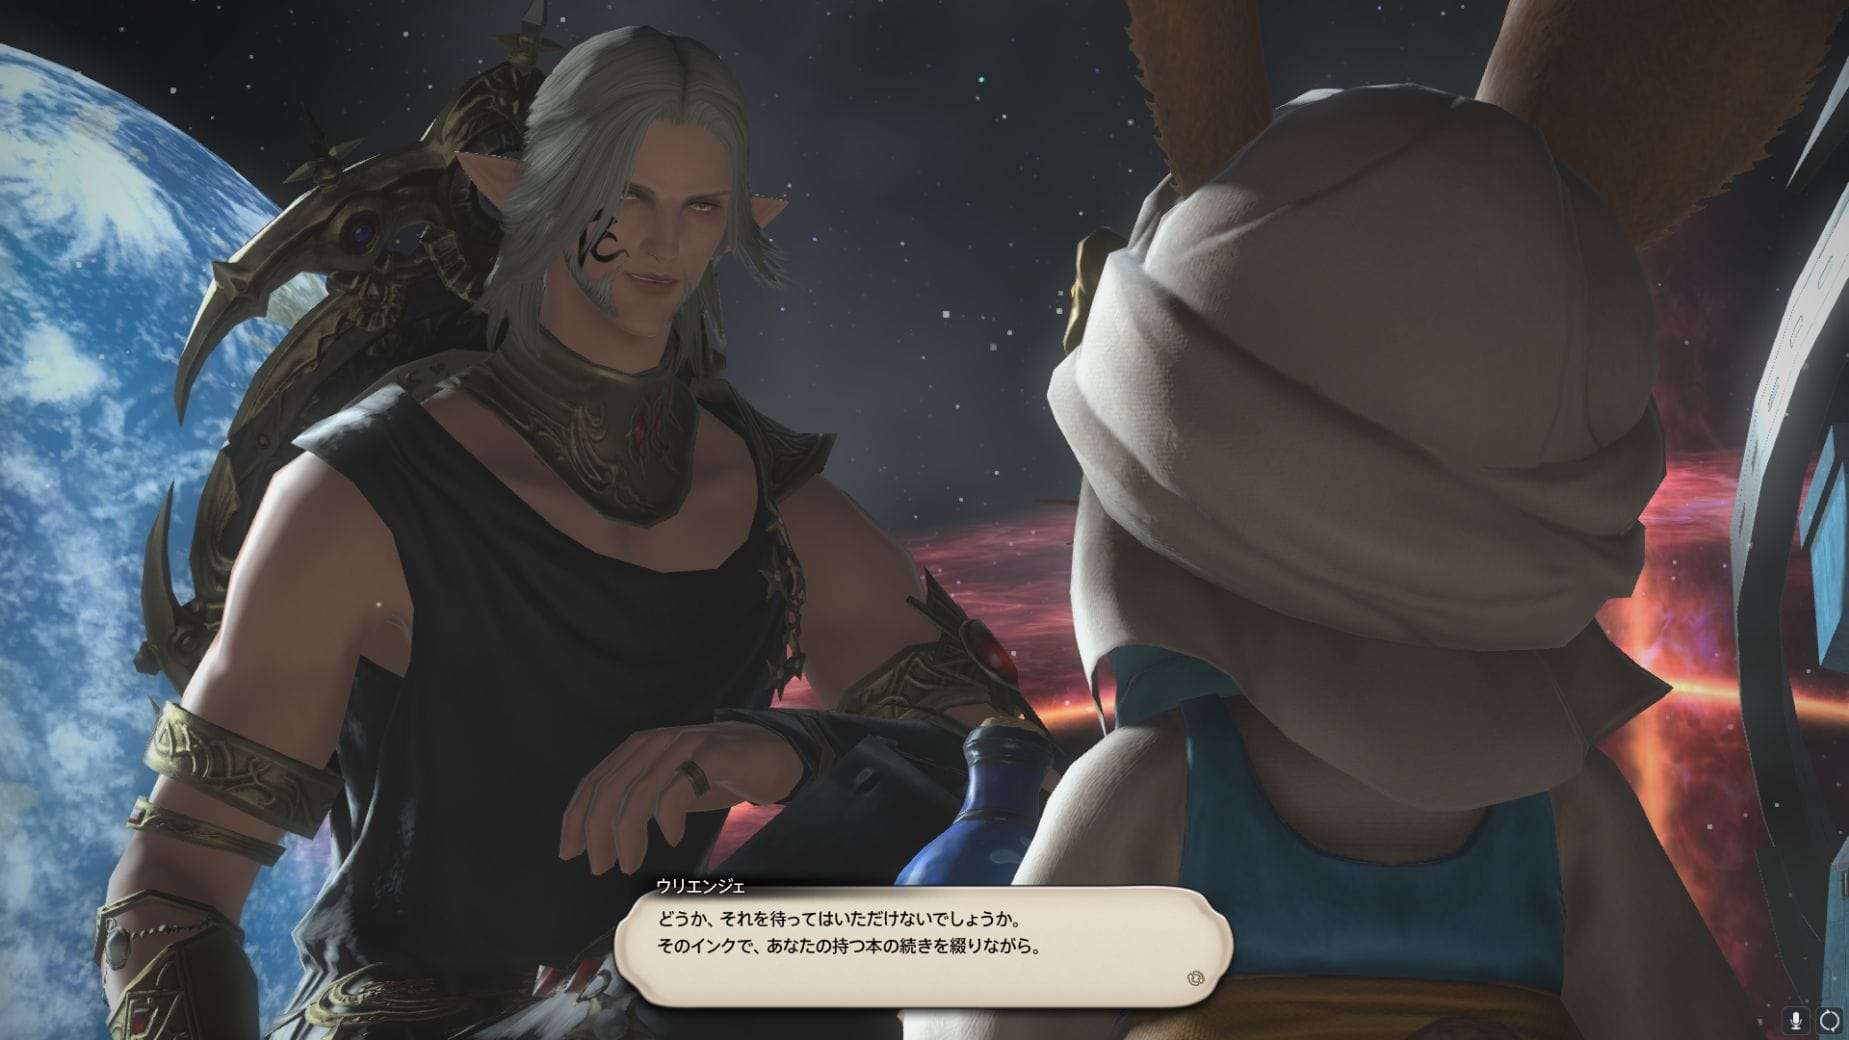 ウリエンジェ
どうか、それを待ってはいただけないでしょうか。
そのインクで、あなたの持つ本の続きを綴りながら。